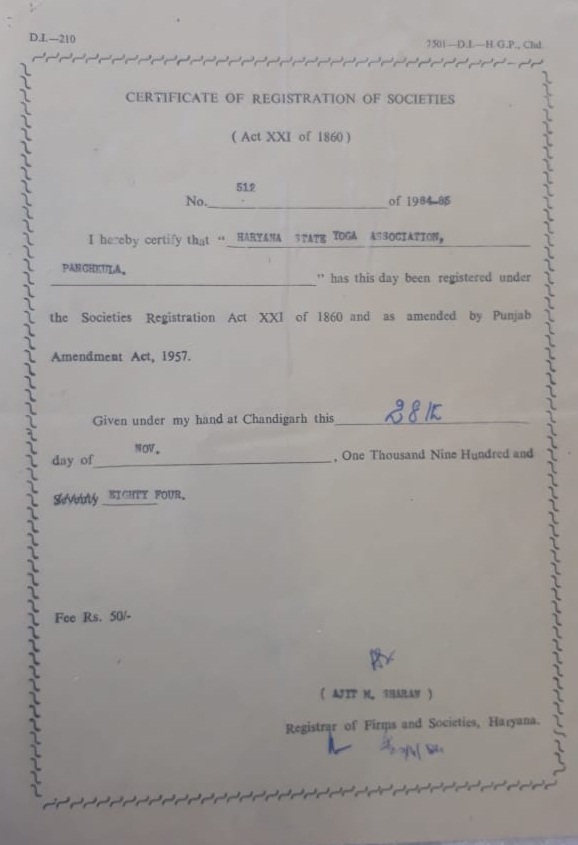 D.I.—210
7501—D.I.—H.G.P., Chd.
CERTIFICATE OF REGISTRATION OF SOCIETIES
( Act XXI of 1860 )
No. 512 of 1984-85
I hereby certify that “ HARYANA STATE YOGA ASSOCIATION,
PANCHKULA. ” has this day been registered under
the Societies Registration Act XXI of 1860 and as amended by Punjab
Amendment Act, 1957.
Given under my hand at Chandigarh this 28th
day of NOV. , One Thousand Nine Hundred and
Seventy EIGHTY FOUR.
Fee Rs. 50/-
( AJIT M. SHARAN )
Registrar of Firms and Societies, Haryana.